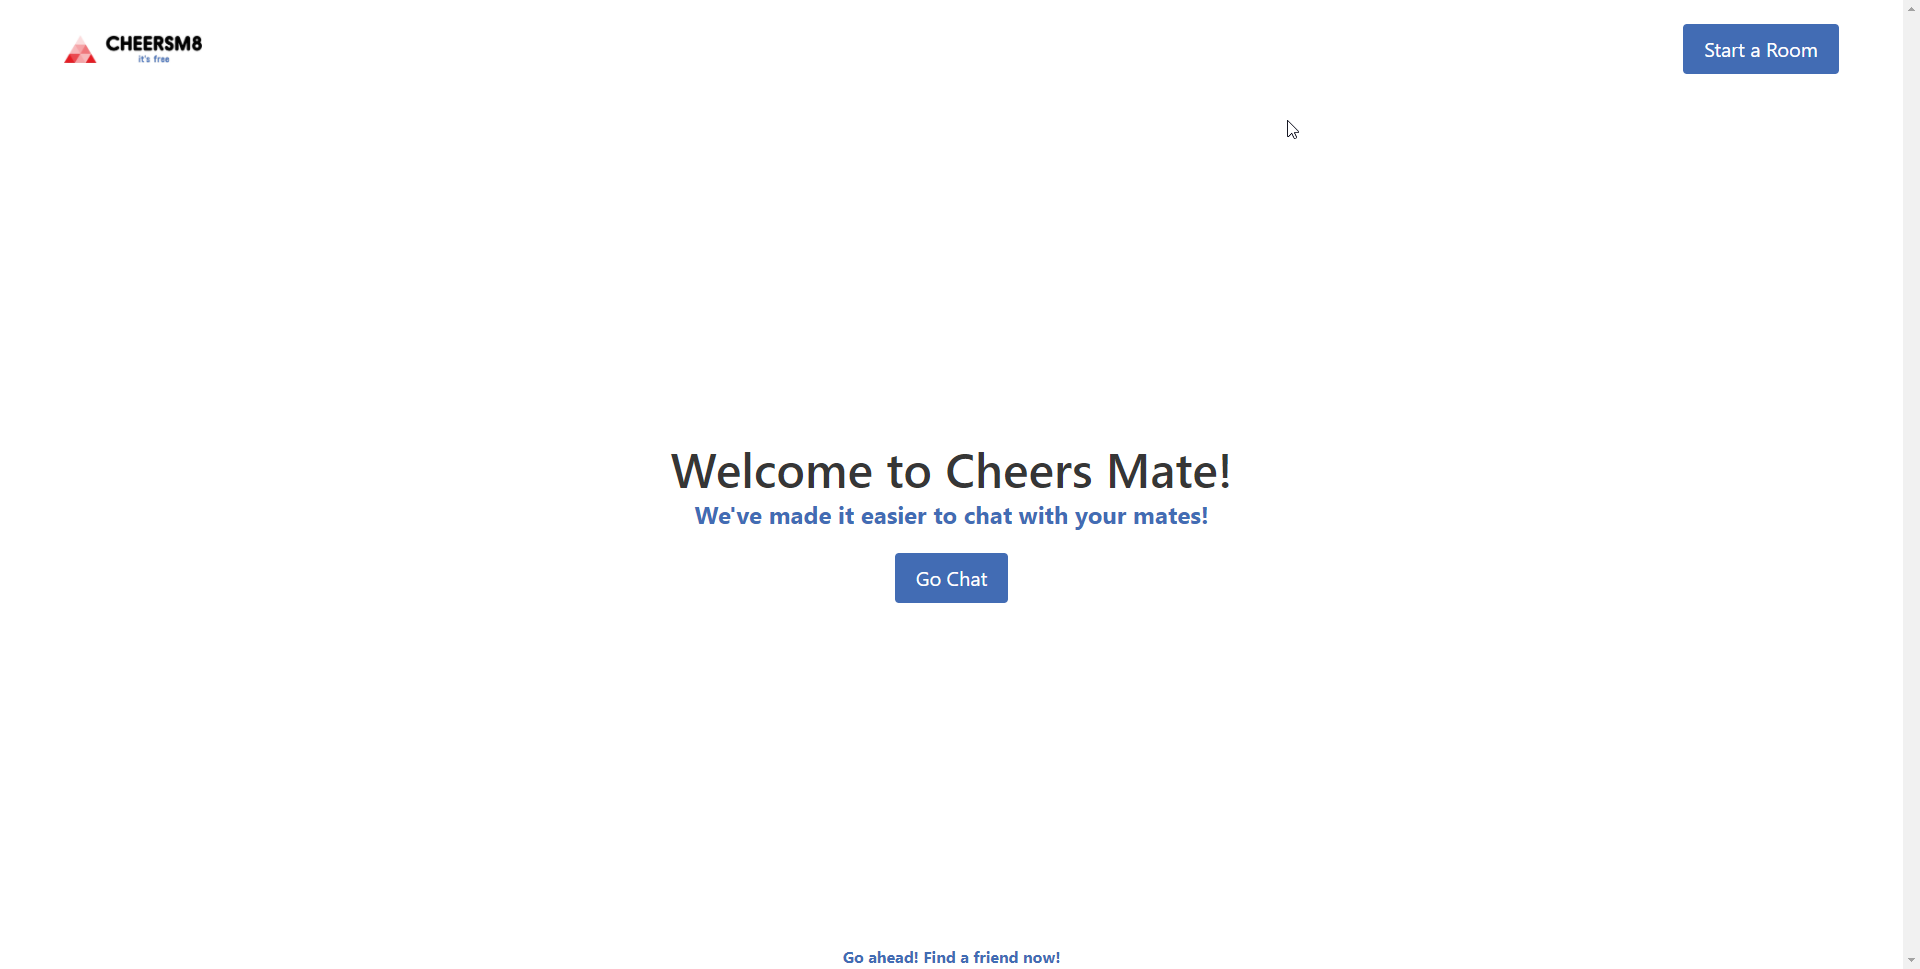 CHEERSM8
it's free
Start a Room
Welcome to Cheers Mate!
We've made it easier to chat with your mates!
Go Chat
Go ahead! Find a friend now!